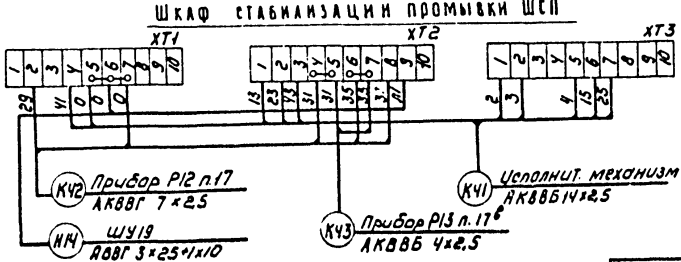 ШКАФ СТАБИЛИЗАЦИИ ПРОМЫВКИ ШСП
XT1 XT2 XT3
1 2 3 4 5 6 7 8 9 10
1 2 3 4 5 6 7 8 9 10
1 2 3 4 5 6 7 8 9 10
29 41 0 0 0
13 23 43 31 31 35 33
2 3 4 15 25
К42 Прибор Р12 п.17
АКВВГ 7×2,5
Н14 ШУ19
АВВГ 3×25+1×10
К43 Прибор Р13 п.17
АКВВБ 4×2,5
К41 Исполнит. механизм
АКВВБ 14×2,5